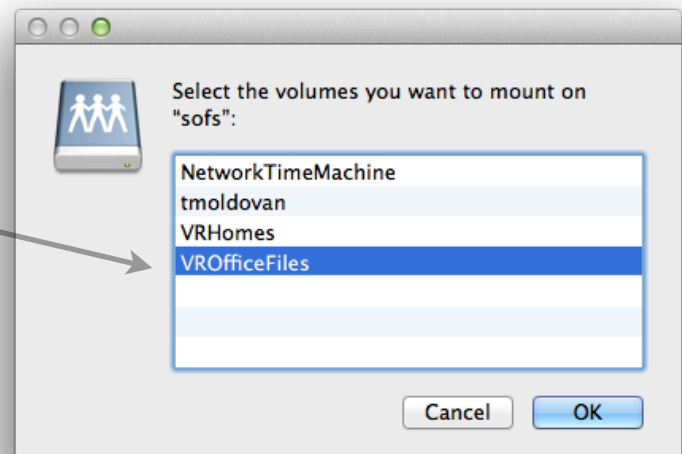 Select the volumes you want to mount on
“sofs”:
NetworkTimeMachine
tmoldovan
VRHomes
VROfficeFiles
Cancel
OK